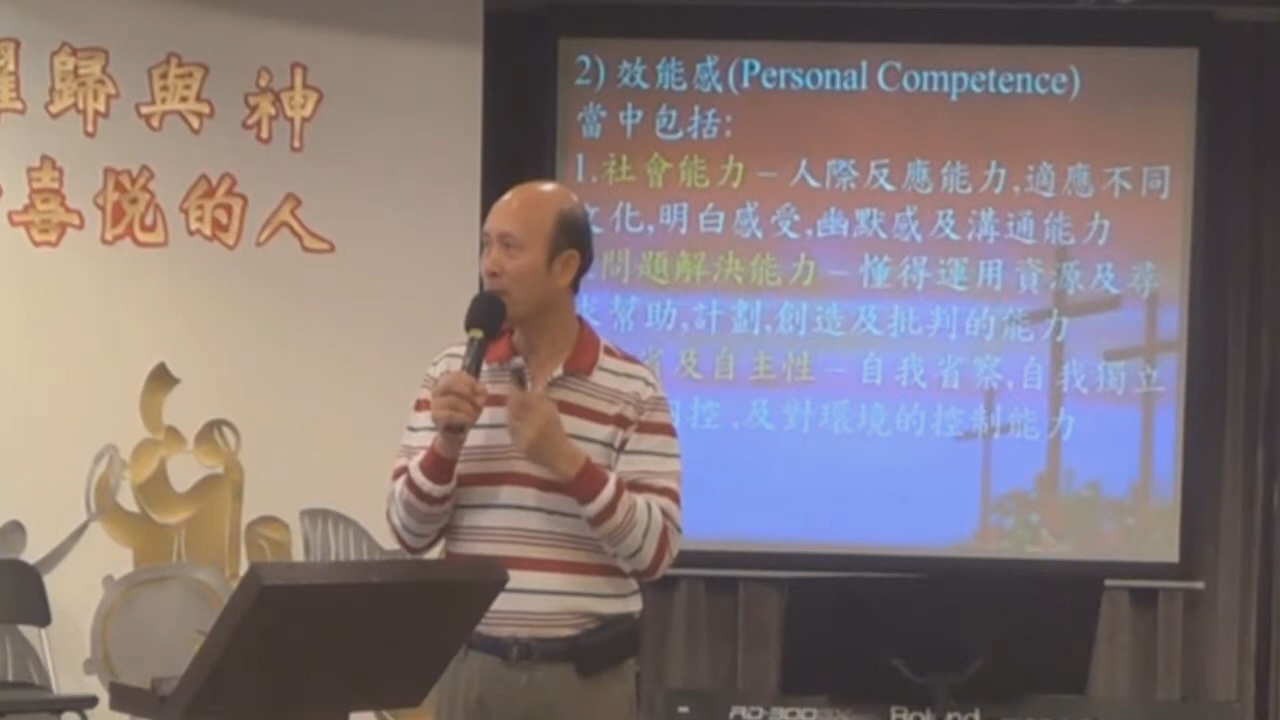 歸與神
喜悅的人
2) 效能感(Personal Competence)
當中包括:
1.社會能力 – 人際反應能力,適應不同
文化,明白感受,幽默感及溝通能力
問題解決能力 – 懂得運用資源及尋
幫助,計劃,創造及批判的能力
省及自主性 – 自我省察,自我獨立
控,及對環境的控制能力
RD-300GX Roland